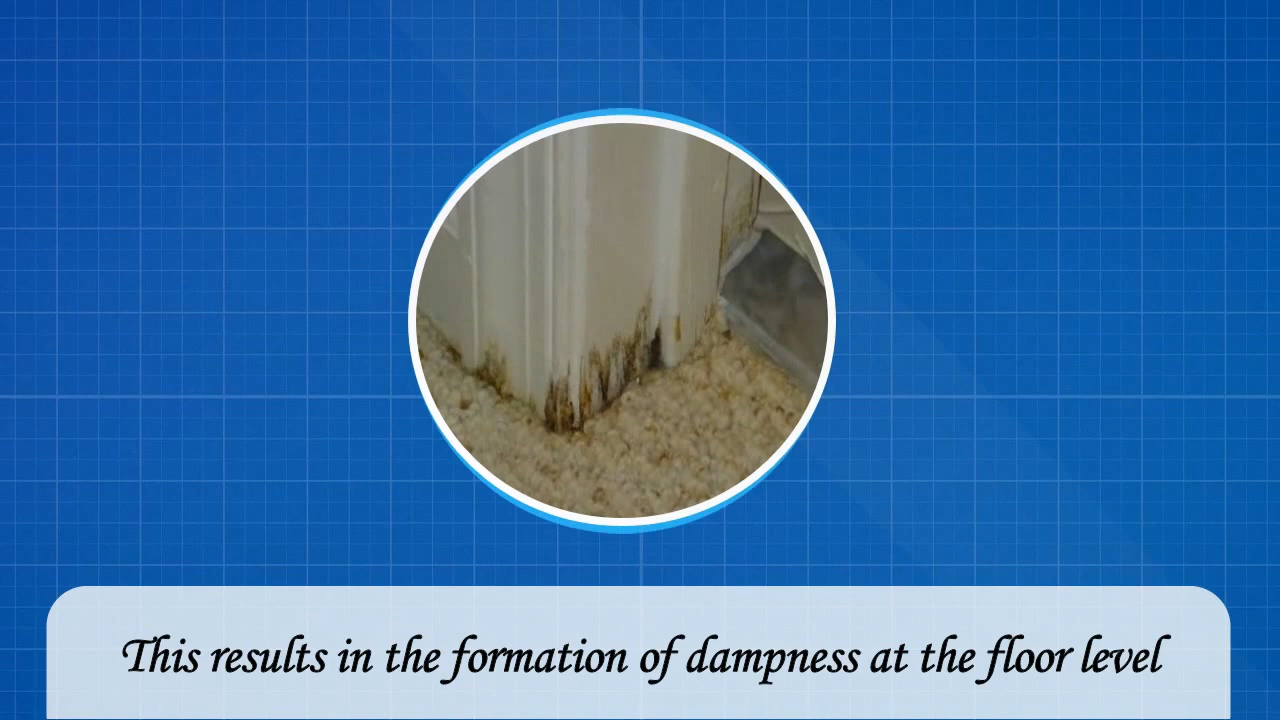 This results in the formation of dampness at the floor level